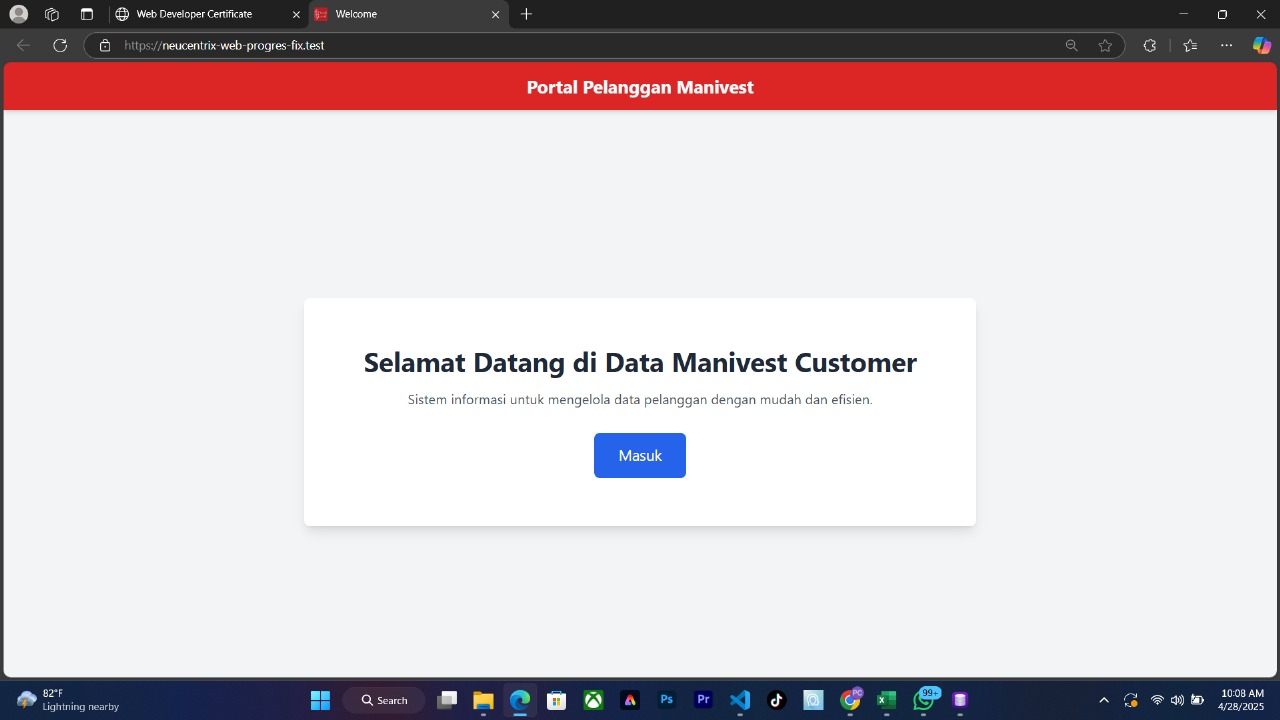 Web Developer Certificate
Welcome
https://neucentrix-web-progres-fix.test
Portal Pelanggan Manivest
Selamat Datang di Data Manivest Customer
Sistem informasi untuk mengelola data pelanggan dengan mudah dan efisien.
Masuk
82°F
Lightning nearby
Search
Ps
Pr
PC
99+
10:08 AM
4/28/2025